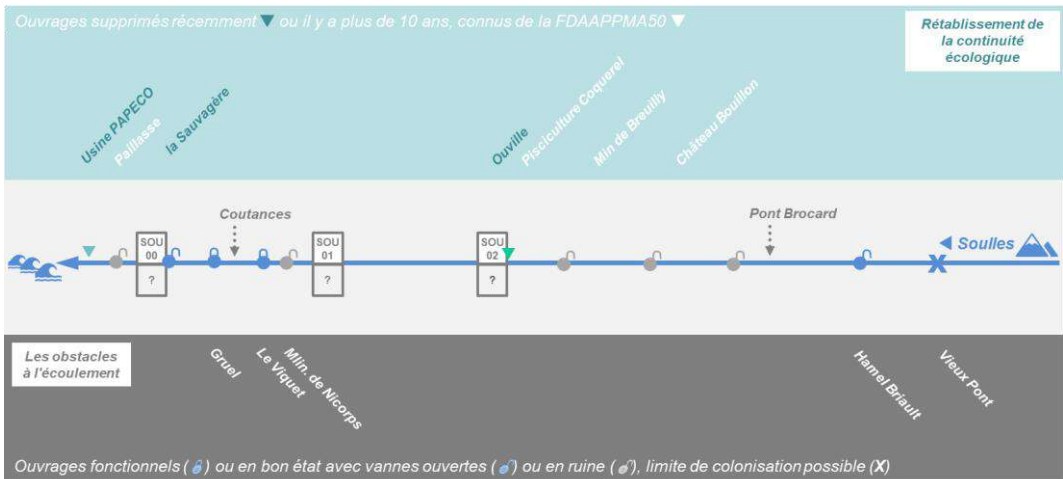 Ouvrages supprimés récemment ▼ ou il y a plus de 10 ans, connus de la FDAAPPMA50 ▼
Rétablissement de
la continuité
écologique
Usine PAPECO
Paillasse
la Sauvagère
Ouville
Pisciculture Coquerel
Min de Breuilly
Château Bouillon
Coutances
Pont Brocard
SOU
00
?
SOU
01
?
SOU
02
?
Soulles
X
Les obstacles
à l'écoulement
Gruel
Le Viquet
Mlin. de Nicorps
Hamel Briault
Vieux Pont
Ouvrages fonctionnels ( ) ou en bon état avec vannes ouvertes ( ) ou en ruine ( ), limite de colonisation possible (X)